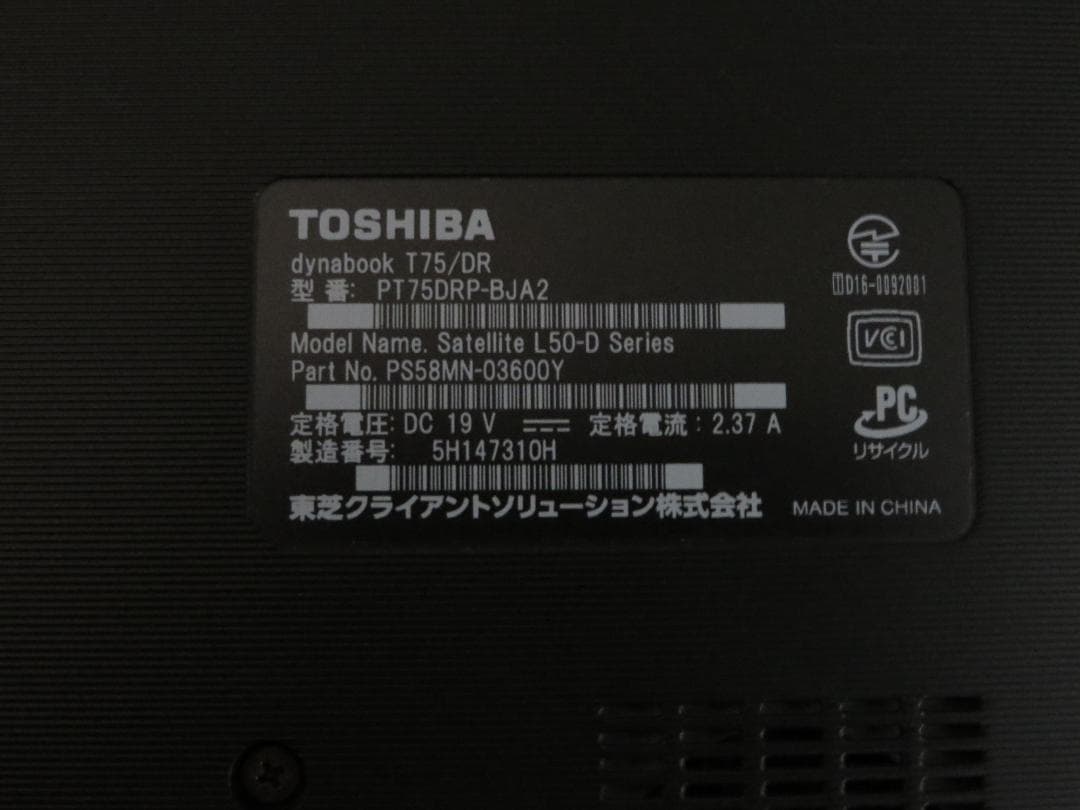 TOSHIBA
dynabook T75/DR
型 番: PT75DRP-BJA2
Model Name. Satellite L50-D Series
Part No. PS58MN-03600Y
定格電圧: DC 19 V 定格電流: 2.37 A
製造番号: 5H147310H
東芝クライアントソリューション株式会社
MADE IN CHINA
T D16-0092001
VCCI
PC
リサイクル